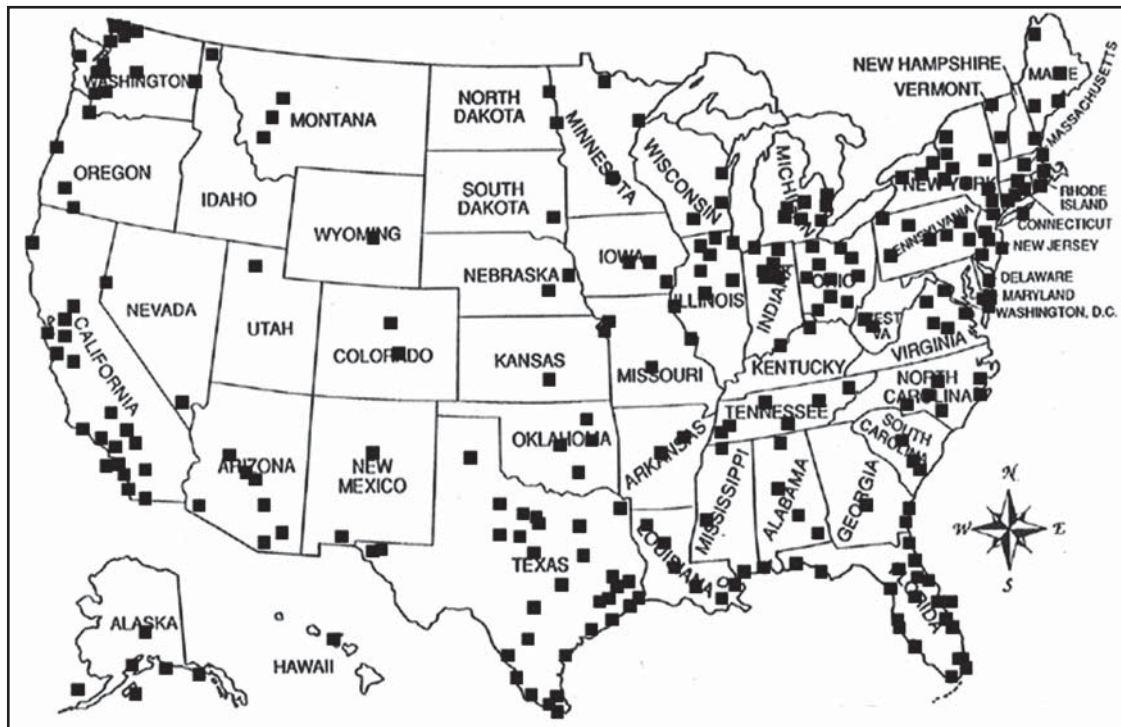 WASHINGTON
MONTANA
NORTH
DAKOTA
MINNESOTA
NEW HAMPSHIRE
VERMONT
MAINE
MASSACHUSETTS
OREGON
IDAHO
SOUTH
DAKOTA
WISCONSIN
MICHIGAN
NEW YORK
RHODE
ISLAND
CONNECTICUT
WYOMING
IOWA
PENNSYLVANIA
NEW JERSEY
NEBRASKA
ILLINOIS
INDIANA
OHIO
DELAWARE
MARYLAND
WASHINGTON, D.C.
NEVADA
UTAH
COLORADO
KANSAS
MISSOURI
KENTUCKY
WEST
VA
VIRGINIA
CALIFORNIA
NORTH
CAROLINA
TENNESSEE
OKLAHOMA
ARKANSAS
SOUTH
CAROLINA
ARIZONA
NEW
MEXICO
MISSISSIPPI
ALABAMA
GEORGIA
N
W
E
S
TEXAS
LOUISIANA
FLORIDA
ALASKA
HAWAII